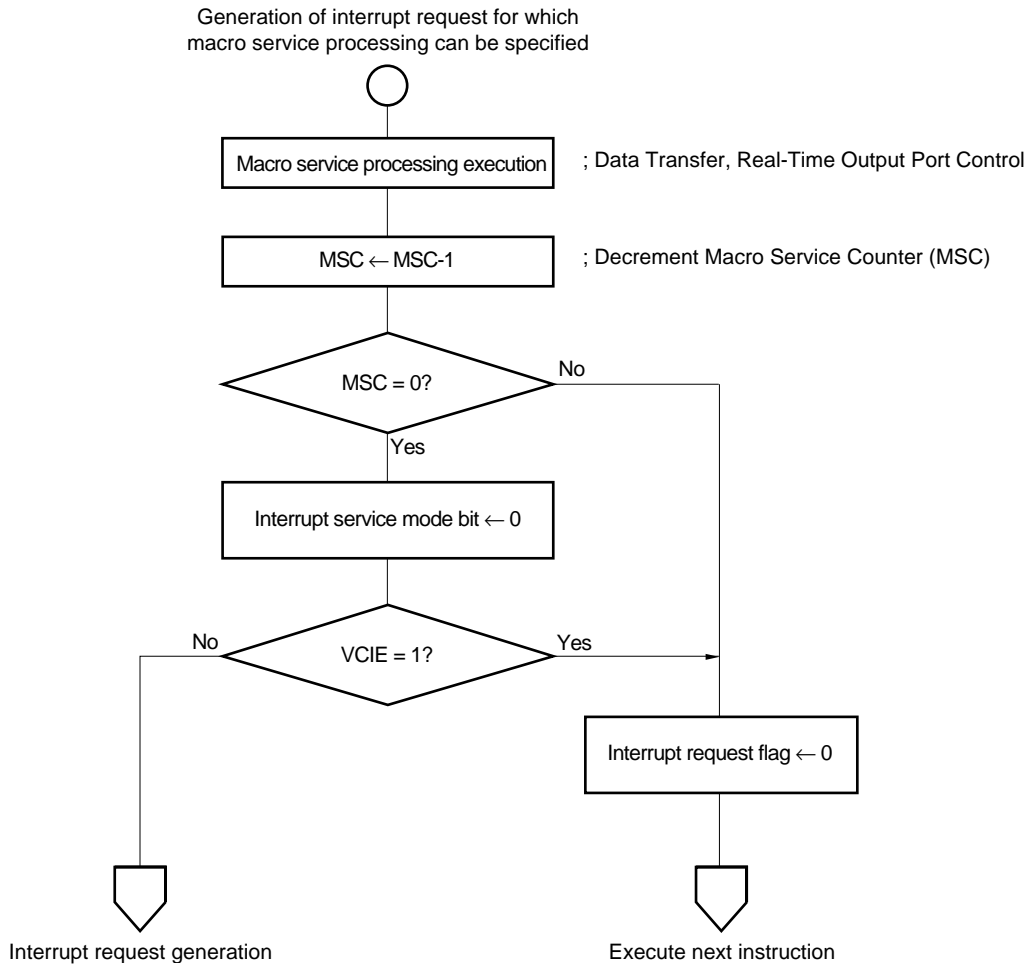 Generation of interrupt request for which
macro service processing can be specified
Macro service processing execution
; Data Transfer, Real-Time Output Port Control
MSC ← MSC-1
; Decrement Macro Service Counter (MSC)
MSC = 0?
No
Yes
Interrupt service mode bit ← 0
No
VCIE = 1?
Yes
Interrupt request flag ← 0
Interrupt request generation
Execute next instruction